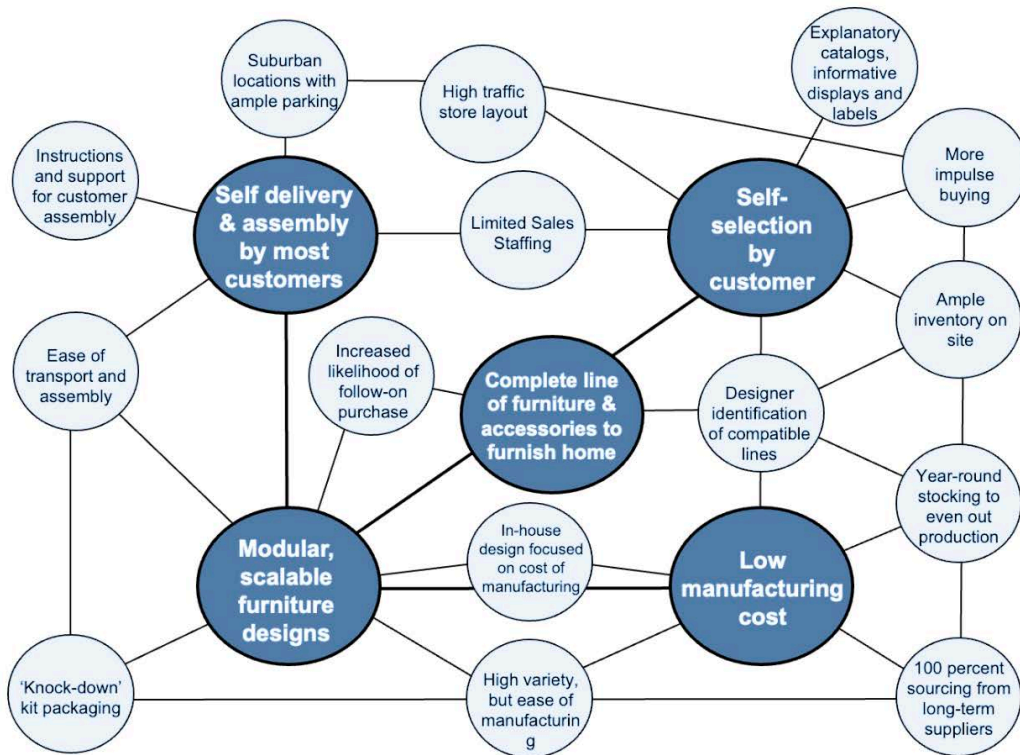 Explanatory
catalogs,
informative
displays and
labels
Suburban
locations with
ample parking
High traffic
store layout
Instructions
and support
for customer
assembly
More
impulse
buying
Self delivery
& assembly
by most
customers
Limited Sales
Staffing
Self-
selection
by
customer
Ease of
transport and
assembly
Increased
likelihood of
follow-on
purchase
Complete line
of furniture &
accessories to
furnish home
Designer
identification
of compatible
lines
Ample
inventory on
site
Year-round
stocking to
even out
production
Modular,
scalable
furniture
designs
In-house
design focused
on cost of
manufacturing
Low
manufacturing
cost
‘Knock-down’
kit packaging
High variety,
but ease of
manufacturin
g
100 percent
sourcing from
long-term
suppliers